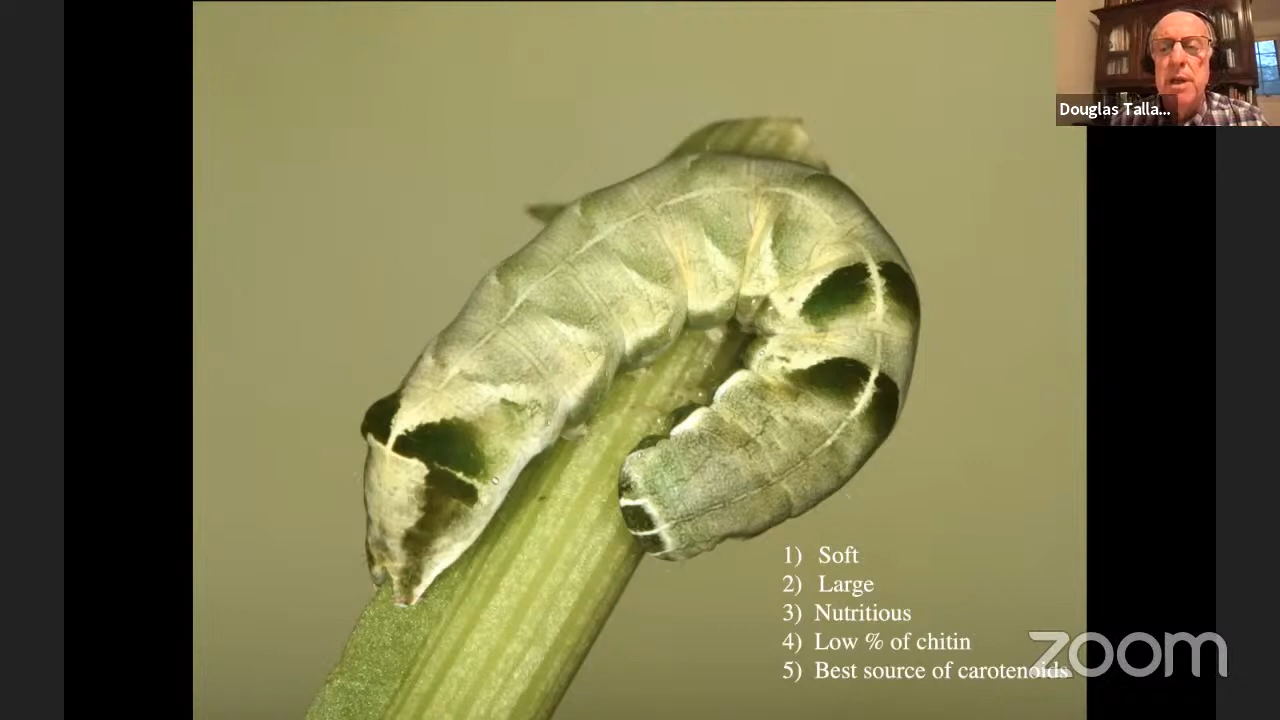 Douglas Talla...
1) Soft
2) Large
3) Nutritious
4) Low % of chitin
5) Best source of carotenoids
zoom